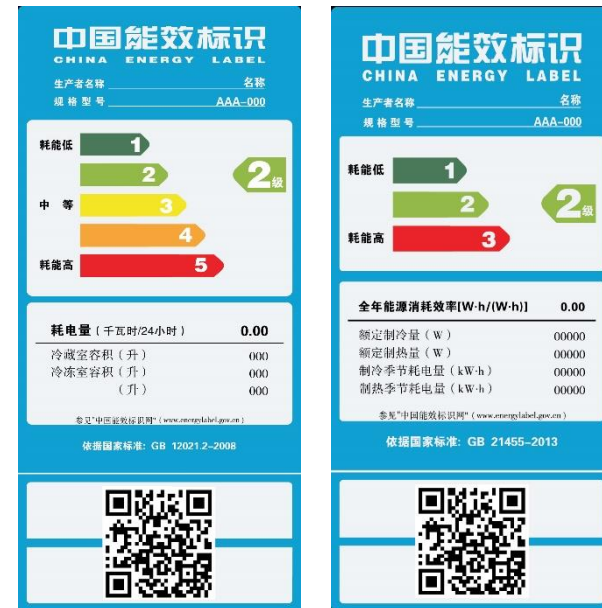 中国能效标识
CHINA ENERGY LABEL
生产者名称 名称
规格型号 AAA-000
耗能低 1
2 2级
中 等 3
4
耗能高 5
耗电量（千瓦时/24小时） 0.00
冷藏室容积（升） 000
冷冻室容积（升） 000
（升） 000
参见“中国能效标识网”（www.energylabel.gov.cn）
依据国家标准: GB 12021.2-2008
中国能效标识
CHINA ENERGY LABEL
生产者名称 名称
规格型号 AAA-000
耗能低 1
2 2级
耗能高 3
全年能源消耗效率[W·h/(W·h)] 0.00
额定制冷量（W） 00000
额定制热量（W） 00000
制冷季节耗电量（kW·h） 00000
制热季节耗电量（kW·h） 00000
参见“中国能效标识网”（www.energylabel.gov.cn）
依据国家标准: GB 21455-2013